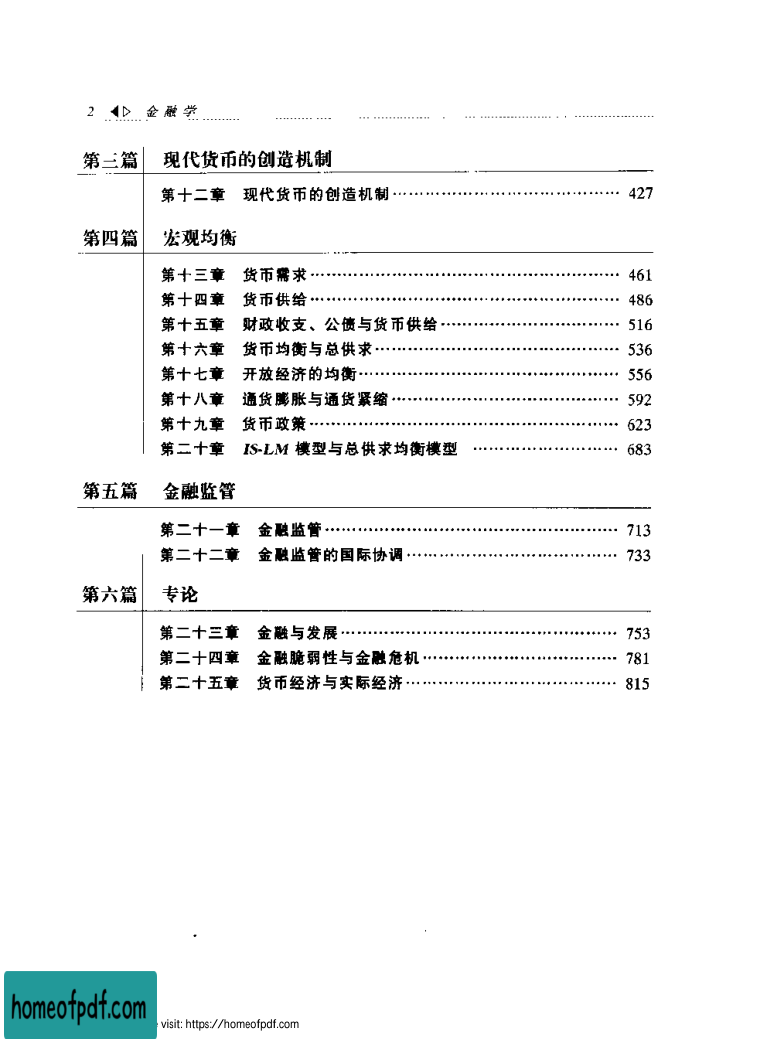 2 ◀▷ 金融学
第三篇 现代货币的创造机制
第十二章 现代货币的创造机制 …………………………………… 427
第四篇 宏观均衡
第十三章 货币需求 ………………………………………………… 461
第十四章 货币供给 ………………………………………………… 486
第十五章 财政收支、公债与货币供给 …………………………… 516
第十六章 货币均衡与总供求 ……………………………………… 536
第十七章 开放经济的均衡 ………………………………………… 556
第十八章 通货膨胀与通货紧缩 …………………………………… 592
第十九章 货币政策 ………………………………………………… 623
第二十章 IS-LM 模型与总供求均衡模型 ……………………… 683
第五篇 金融监管
第二十一章 金融监管 ……………………………………………… 713
第二十二章 金融监管的国际协调 ………………………………… 733
第六篇 专论
第二十三章 金融与发展 …………………………………………… 753
第二十四章 金融脆弱性与金融危机 ……………………………… 781
第二十五章 货币经济与实际经济 ………………………………… 815
homeofpdf.com
visit: https://homeofpdf.com